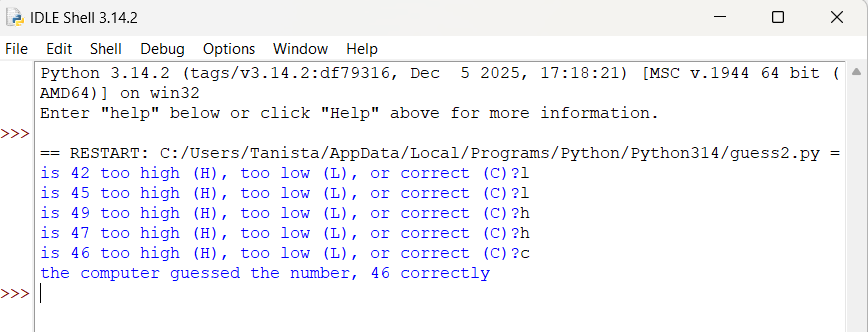 IDLE Shell 3.14.2
File Edit Shell Debug Options Window Help
Python 3.14.2 (tags/v3.14.2:df79316, Dec  5 2025, 17:18:21) [MSC v.1944 64 bit (
AMD64)] on win32
Enter "help" below or click "Help" above for more information.
>>>
== RESTART: C:/Users/Tanista/AppData/Local/Programs/Python/Python314/guess2.py =
is 42 too high (H), too low (L), or correct (C)?l
is 45 too high (H), too low (L), or correct (C)?l
is 49 too high (H), too low (L), or correct (C)?h
is 47 too high (H), too low (L), or correct (C)?h
is 46 too high (H), too low (L), or correct (C)?c
the computer guessed the number, 46 correctly
>>>